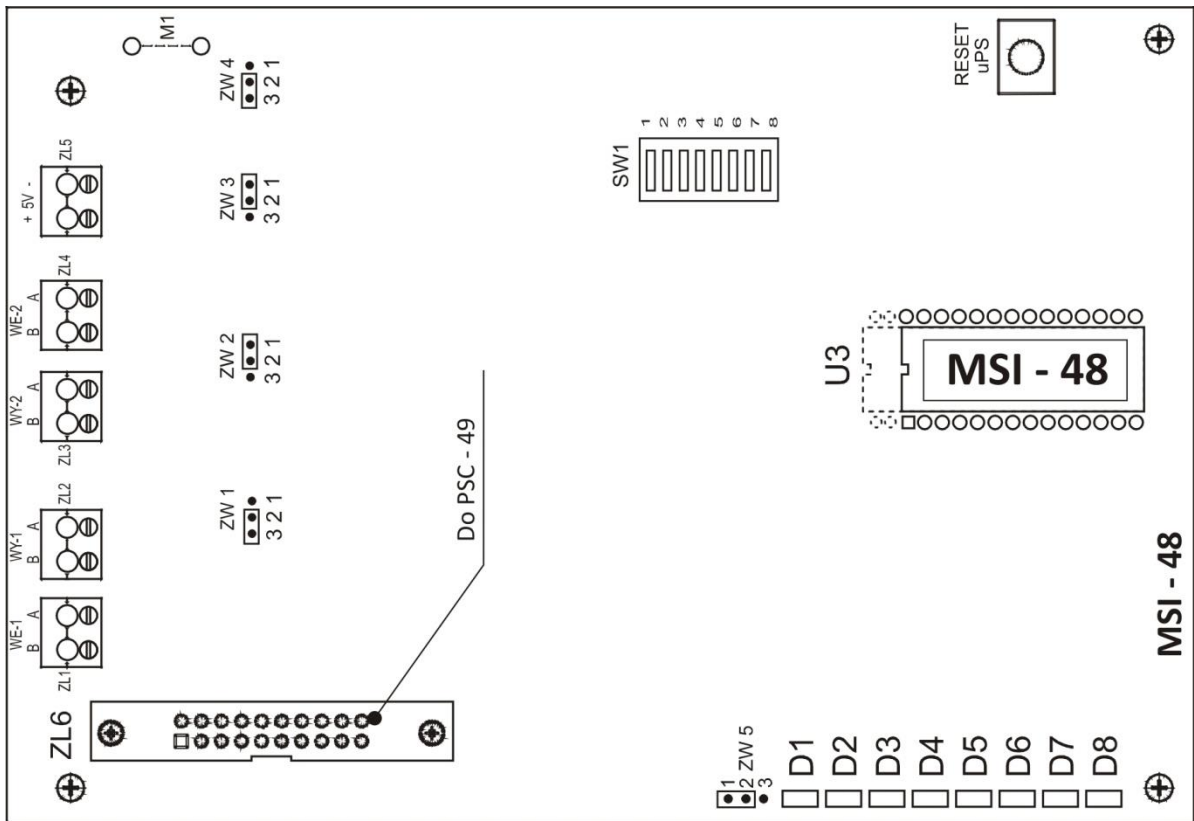 M1
ZW 4
3 2 1
ZL5
+ 5V -
ZW 3
3 2 1
ZL4
WE-2
B A
ZW 2
3 2 1
WY-2
B A
ZL3
ZL2
WY-1
B A
ZW 1
3 2 1
WE-1
B A
ZL1
ZL6
Do PSC - 49
RESET
uPS
SW1
1
2
3
4
5
6
7
8
U3
MSI - 48
MSI - 48
1
2
3
ZW 5
D1
D2
D3
D4
D5
D6
D7
D8